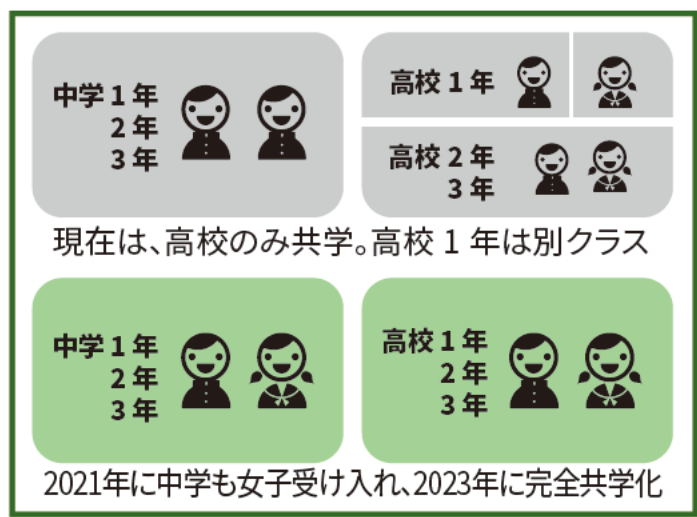 中学 1 年
2 年
3 年
高校 1 年
高校 2 年
3 年
現在は、高校のみ共学。高校 1 年は別クラス
中学 1 年
2 年
3 年
高校 1 年
2 年
3 年
2021年に中学も女子受け入れ、2023年に完全共学化